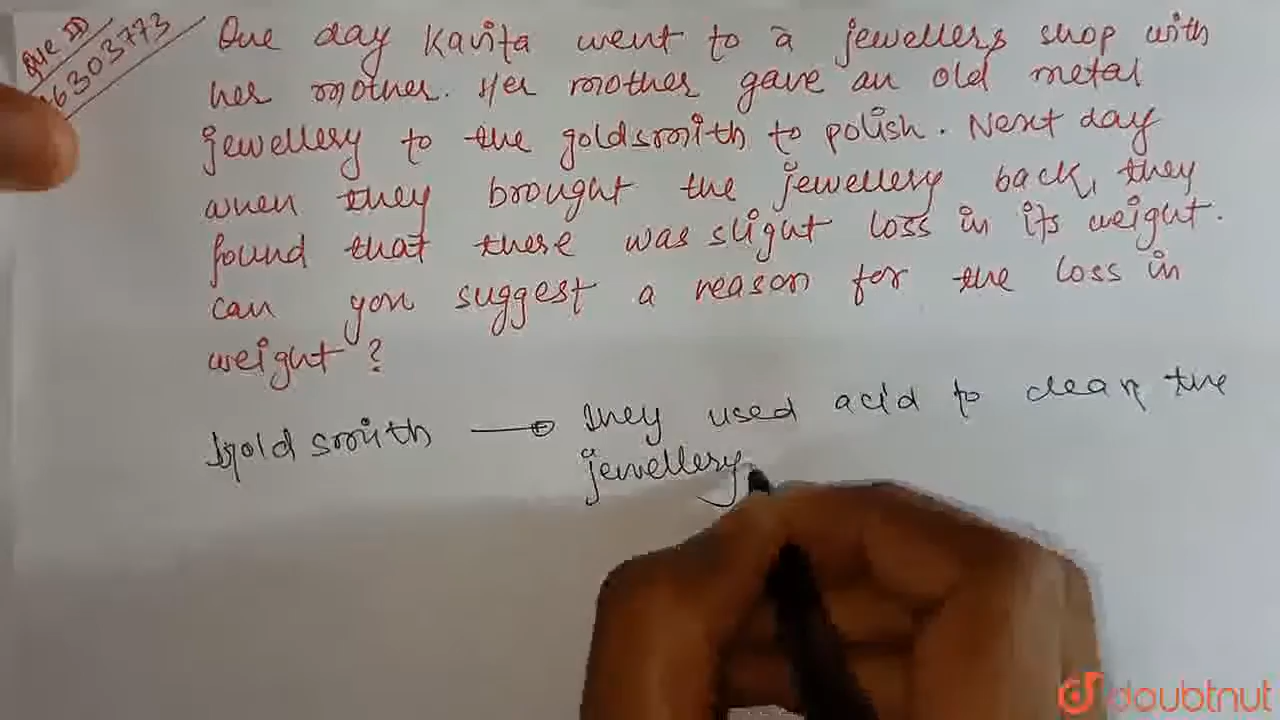 Que ID
6303773
One day Kavita went to a jewellers shop with
her mother. Her mother gave an old metal
jewellery to the goldsmith to polish. Next day
when they brought the jewellery back, they
found that there was slight loss in its weight.
can you suggest a reason for the loss in
weight?
Goldsmith → they used acid to clean the
jewellery
doubtnut